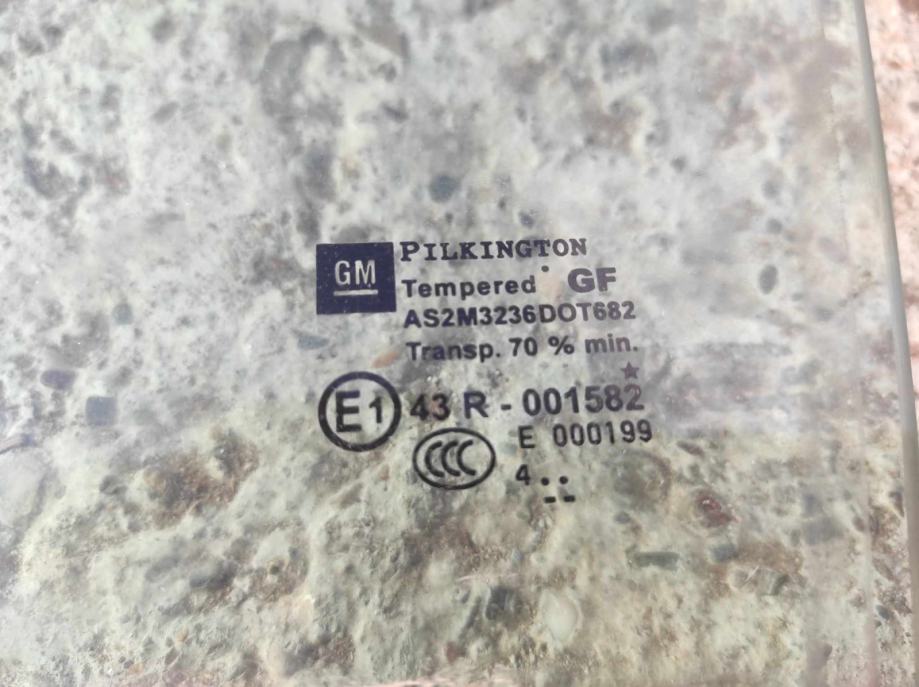 GM
PILKINGTON
Tempered GF
AS2M3236DOT682
Transp. 70 % min.
E1 43 R - 001582
CCC E 000199
4..